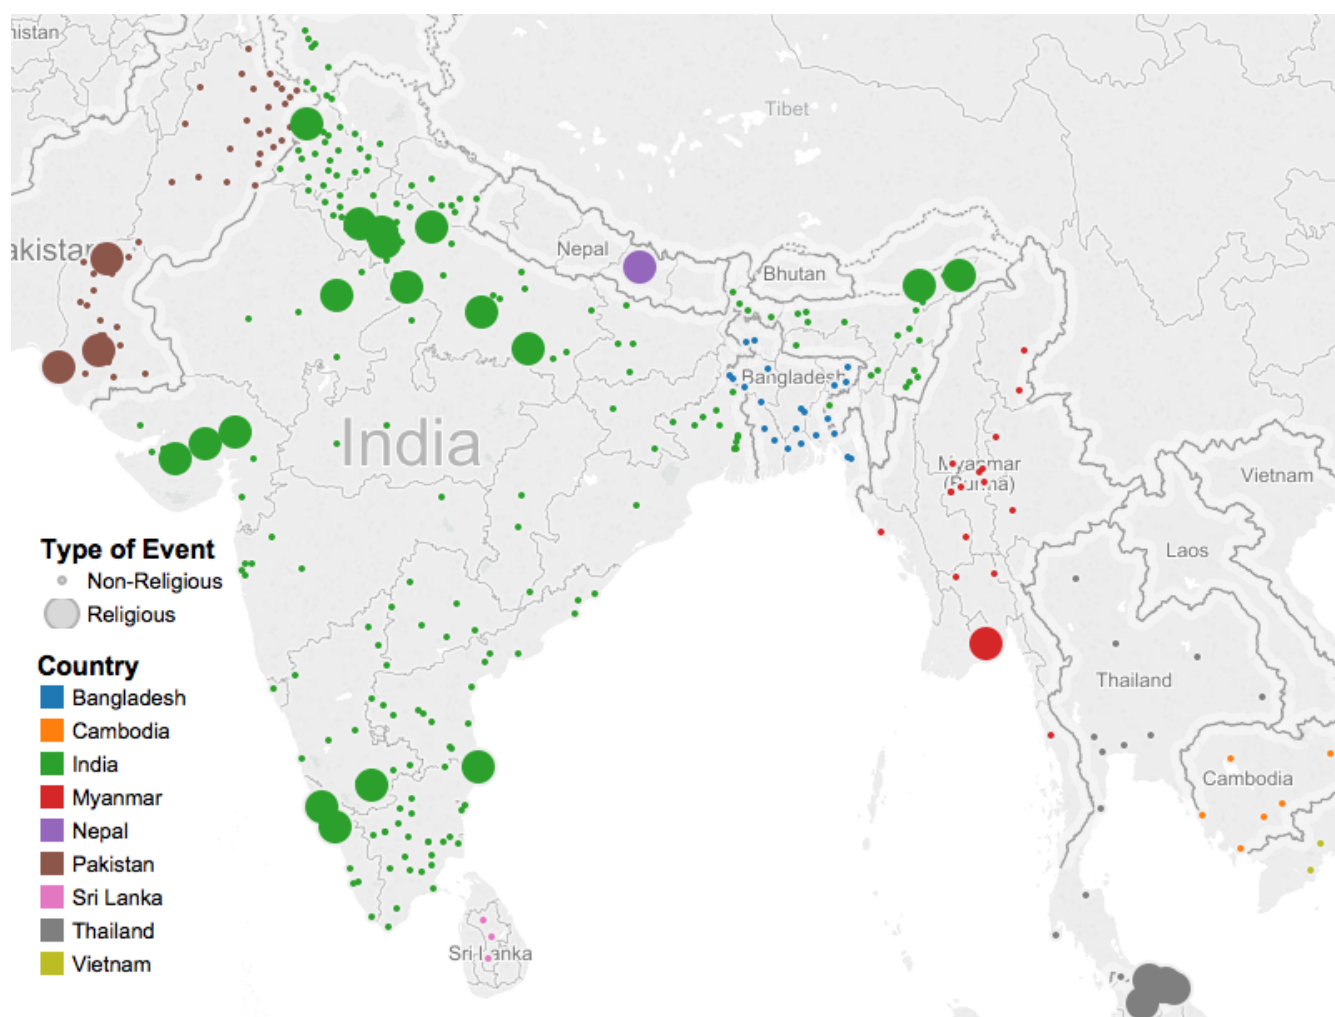 nistan
Tibet
akistan
Nepal
Bhutan
Bangladesh
India
Myanmar
(Burma)
Vietnam
Laos
Thailand
Cambodia
Sri Lanka
Type of Event
Non-Religious
Religious
Country
Bangladesh
Cambodia
India
Myanmar
Nepal
Pakistan
Sri Lanka
Thailand
Vietnam